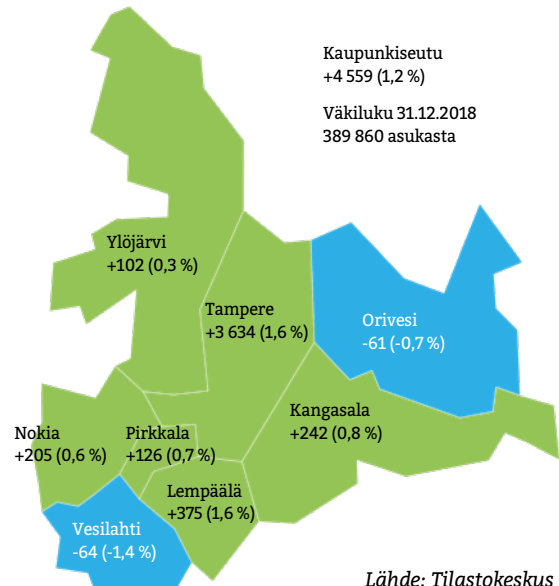 Kaupunkiseutu
+4 559 (1,2 %)
Väkiluku 31.12.2018
389 860 asukasta
Ylöjärvi
+102 (0,3 %)
Tampere
+3 634 (1,6 %)
Orivesi
-61 (-0,7 %)
Kangasala
+242 (0,8 %)
Nokia
+205 (0,6 %)
Pirkkala
+126 (0,7 %)
Lempäälä
+375 (1,6 %)
Vesilahti
-64 (-1,4 %)
Lähde: Tilastokeskus